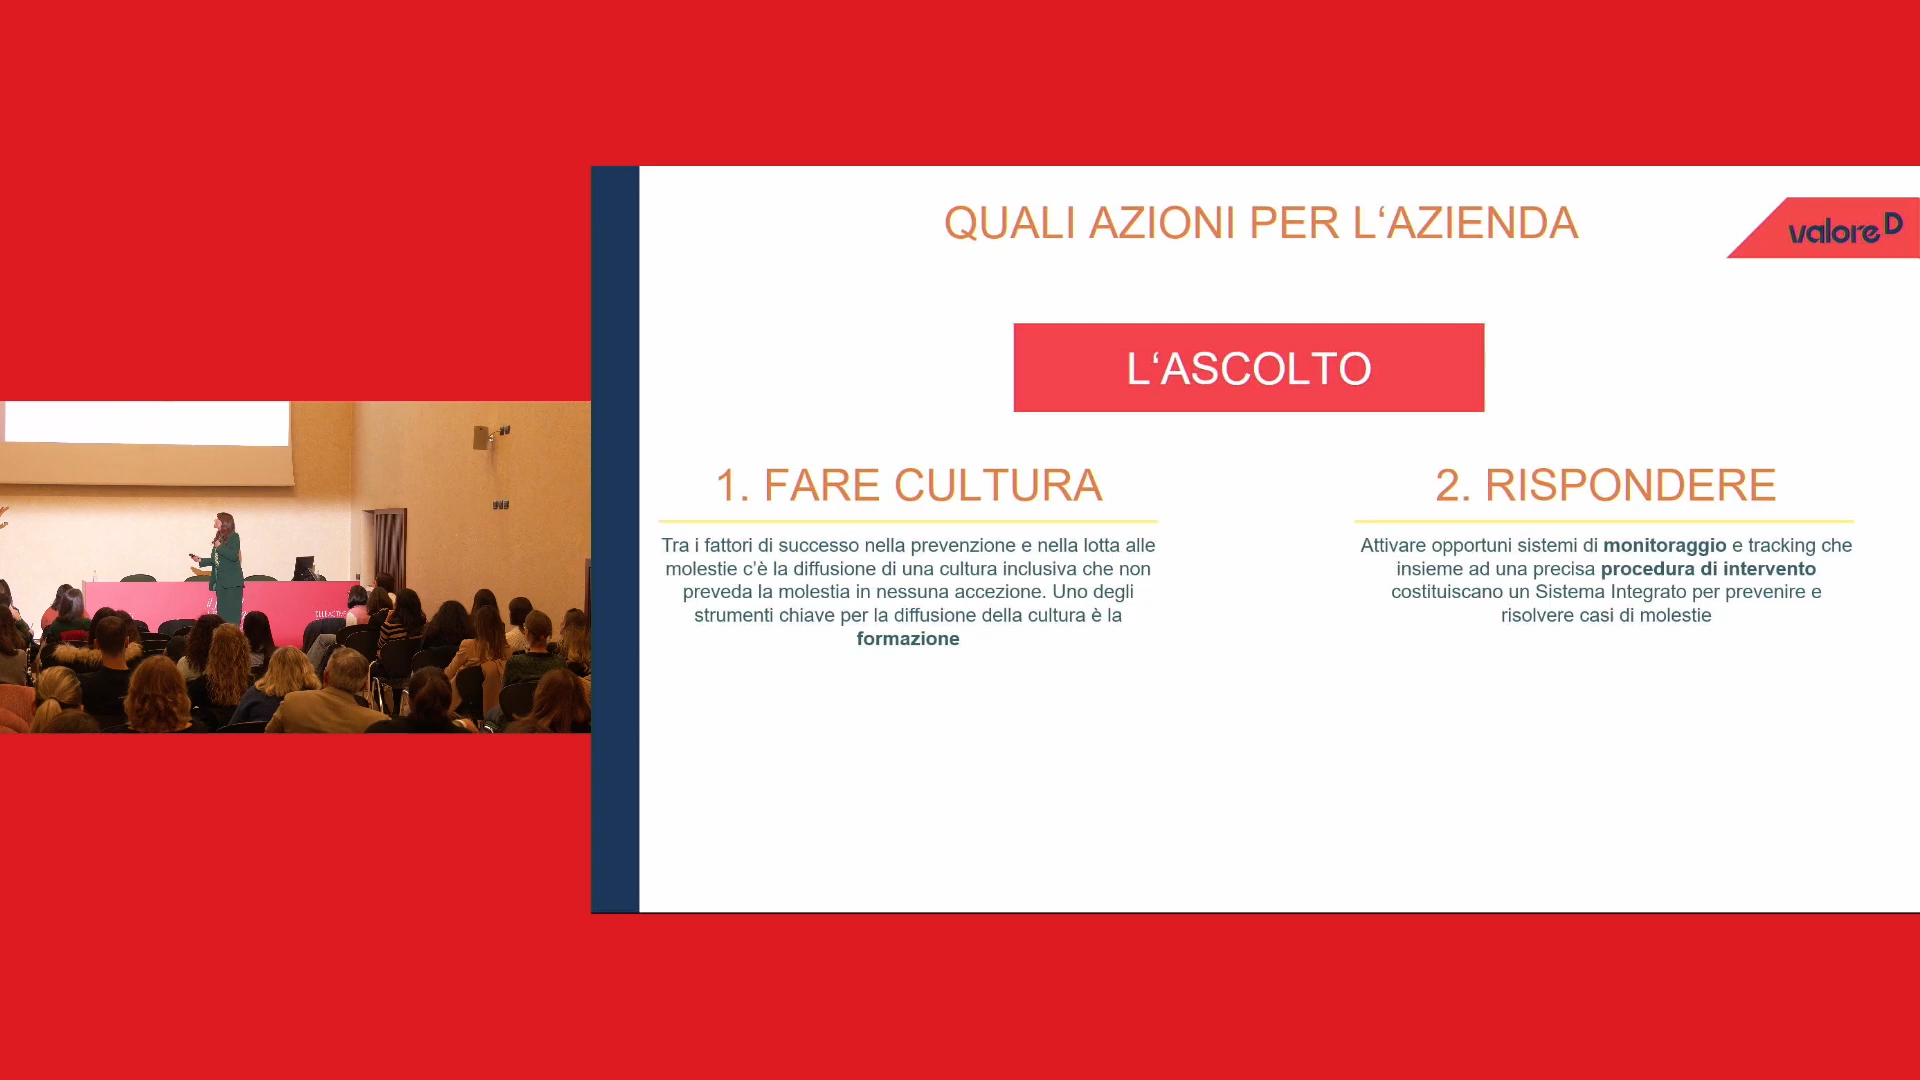 QUALI AZIONI PER L‘AZIENDA
valore D
L‘ASCOLTO
1. FARE CULTURA
Tra i fattori di successo nella prevenzione e nella lotta alle
molestie c’è la diffusione di una cultura inclusiva che non
preveda la molestia in nessuna accezione. Uno degli
strumenti chiave per la diffusione della cultura è la
formazione
2. RISPONDERE
Attivare opportuni sistemi di monitoraggio e tracking che
insieme ad una precisa procedura di intervento
costituiscano un Sistema Integrato per prevenire e
risolvere casi di molestie